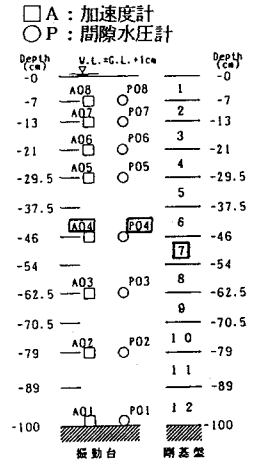 □A：加速度計
○P：間隙水圧計
Depth (cm) W.L.=G.L.+1cm Depth (cm)
-0 -0
A08 P08 1
-7 -7
A07 P07 2
-13 -13
A06 P06 3
-21 -21
A05 P05 4
-29.5 -29.5
5
-37.5 -37.5
A04 P04 6
-46 -46
7
-54 -54
A03 P03 8
-62.5 -62.5
9
-70.5 -70.5
A02 P02 10
-79 -79
11
-89 -89
A01 P01 12
-100 -100
振動台 剛基盤